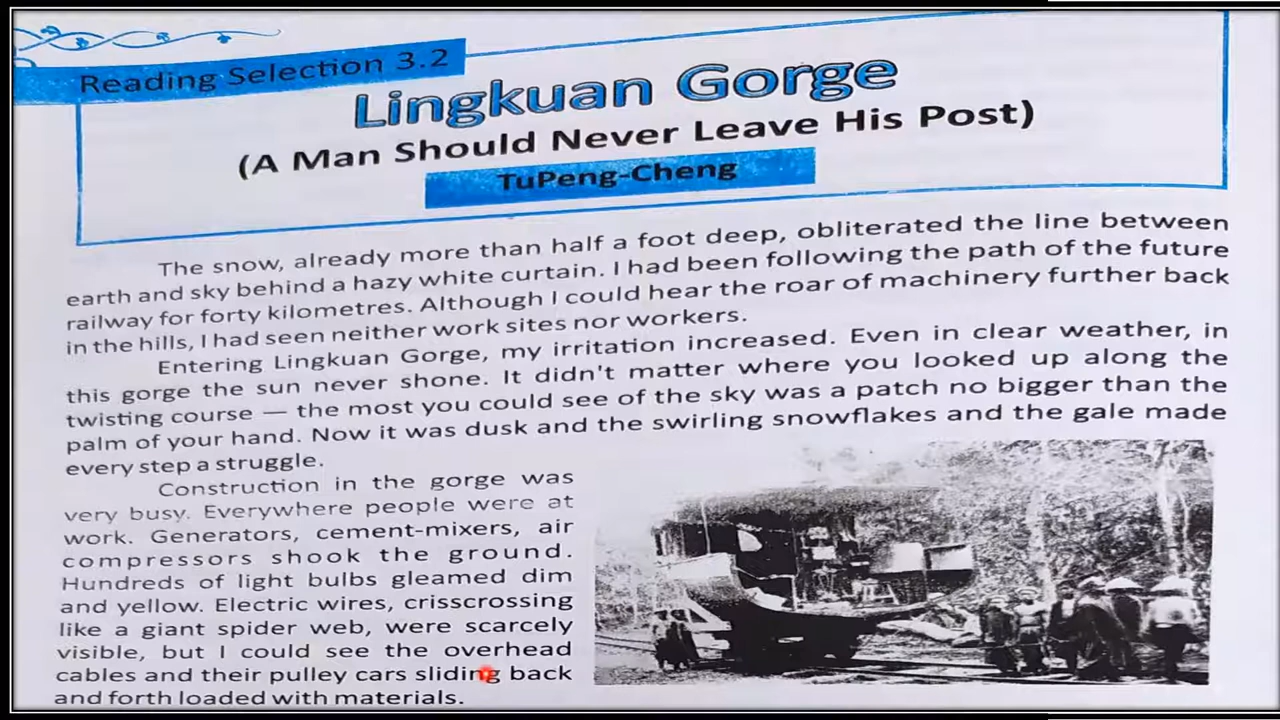 Reading Selection 3.2
Lingkuan Gorge
(A Man Should Never Leave His Post)
TuPeng-Cheng
The snow, already more than half a foot deep, obliterated the line between
earth and sky behind a hazy white curtain. I had been following the path of the future
railway for forty kilometres. Although I could hear the roar of machinery further back
in the hills, I had seen neither work sites nor workers.
Entering Lingkuan Gorge, my irritation increased. Even in clear weather, in
this gorge the sun never shone. It didn't matter where you looked up along the
twisting course — the most you could see of the sky was a patch no bigger than the
palm of your hand. Now it was dusk and the swirling snowflakes and the gale made
every step a struggle.
Construction in the gorge was
very busy. Everywhere people were at
work. Generators, cement-mixers, air
compressors shook the ground.
Hundreds of light bulbs gleamed dim
and yellow. Electric wires, crisscrossing
like a giant spider web, were scarcely
visible, but I could see the overhead
cables and their pulley cars sliding back
and forth loaded with materials.